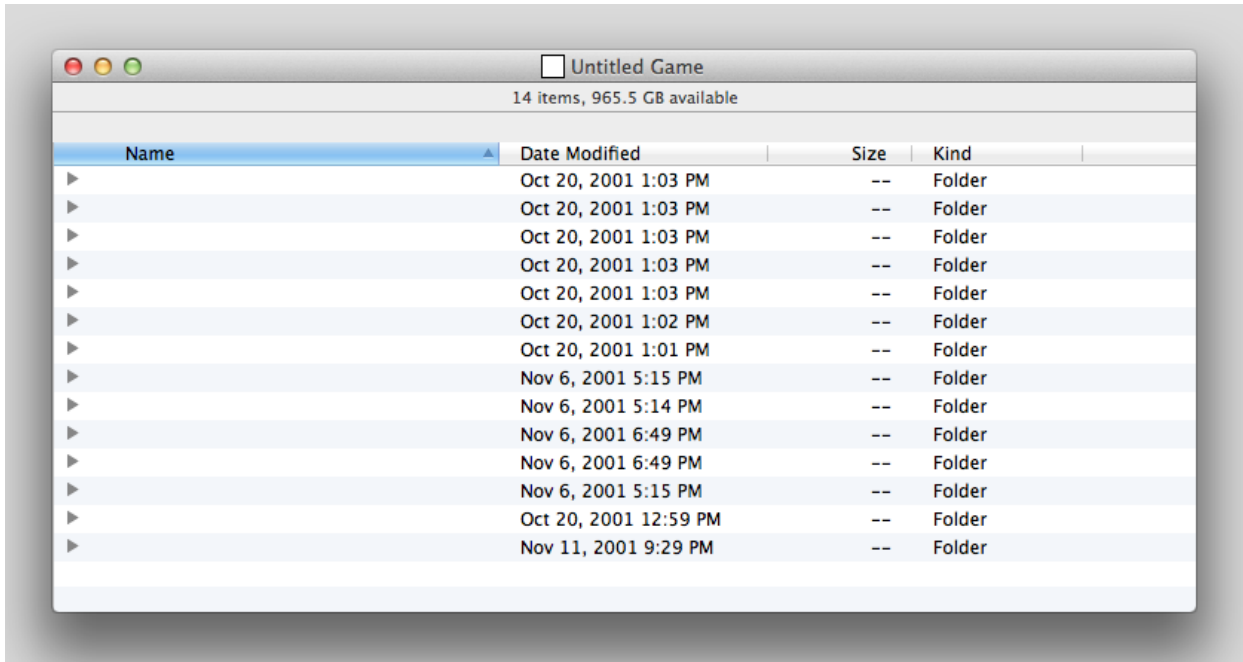 Untitled Game
14 items, 965.5 GB available
Name Date Modified Size Kind
Oct 20, 2001 1:03 PM -- Folder
Oct 20, 2001 1:03 PM -- Folder
Oct 20, 2001 1:03 PM -- Folder
Oct 20, 2001 1:03 PM -- Folder
Oct 20, 2001 1:03 PM -- Folder
Oct 20, 2001 1:02 PM -- Folder
Oct 20, 2001 1:01 PM -- Folder
Nov 6, 2001 5:15 PM -- Folder
Nov 6, 2001 5:14 PM -- Folder
Nov 6, 2001 6:49 PM -- Folder
Nov 6, 2001 6:49 PM -- Folder
Nov 6, 2001 5:15 PM -- Folder
Oct 20, 2001 12:59 PM -- Folder
Nov 11, 2001 9:29 PM -- Folder